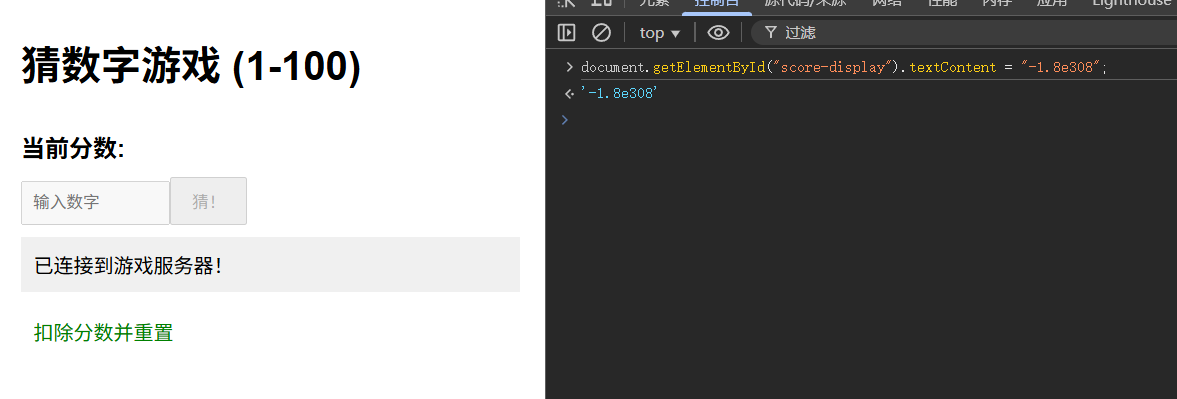 猜数字游戏 (1-100)
当前分数:
输入数字 猜!
已连接到游戏服务器!
扣除分数并重置
元素 控制台 源代码/来源 网络 性能 内存 应用 Lighthouse
top ▼ 过滤
> document.getElementById("score-display").textContent = "-1.8e308";
'-1.8e308'
>